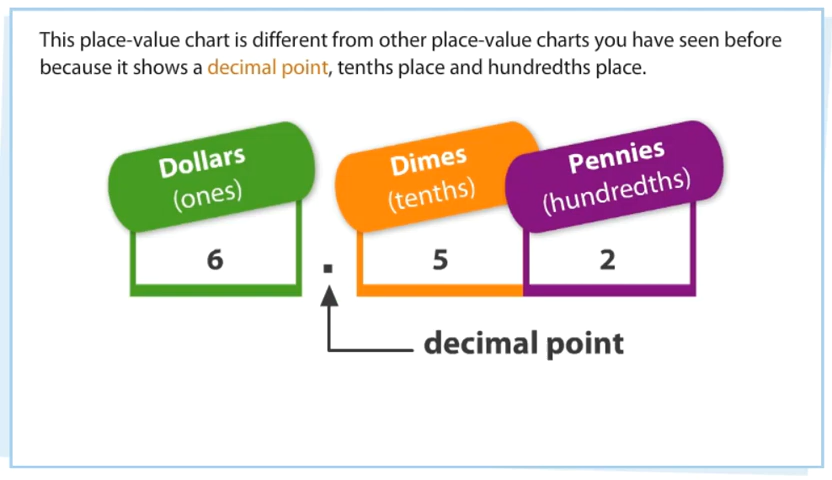 This place-value chart is different from other place-value charts you have seen before
because it shows a decimal point, tenths place and hundredths place.
Dollars
(ones)
Dimes
(tenths)
Pennies
(hundredths)
6 . 5 2
decimal point